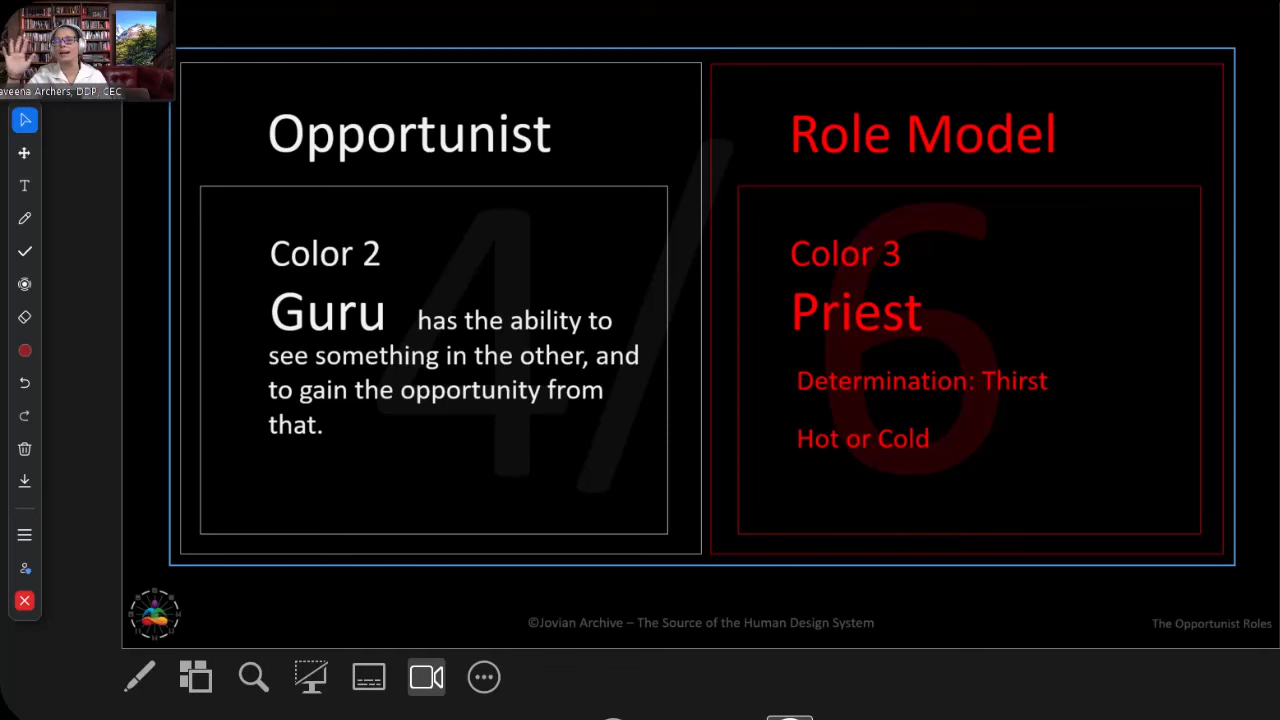 aveena Archers, DDP, CEC
Opportunist
Role Model
4/6
Color 2
Guru has the ability to
see something in the other, and
to gain the opportunity from
that.
Color 3
Priest
Determination: Thirst
Hot or Cold
©Jovian Archive – The Source of the Human Design System
The Opportunist Roles